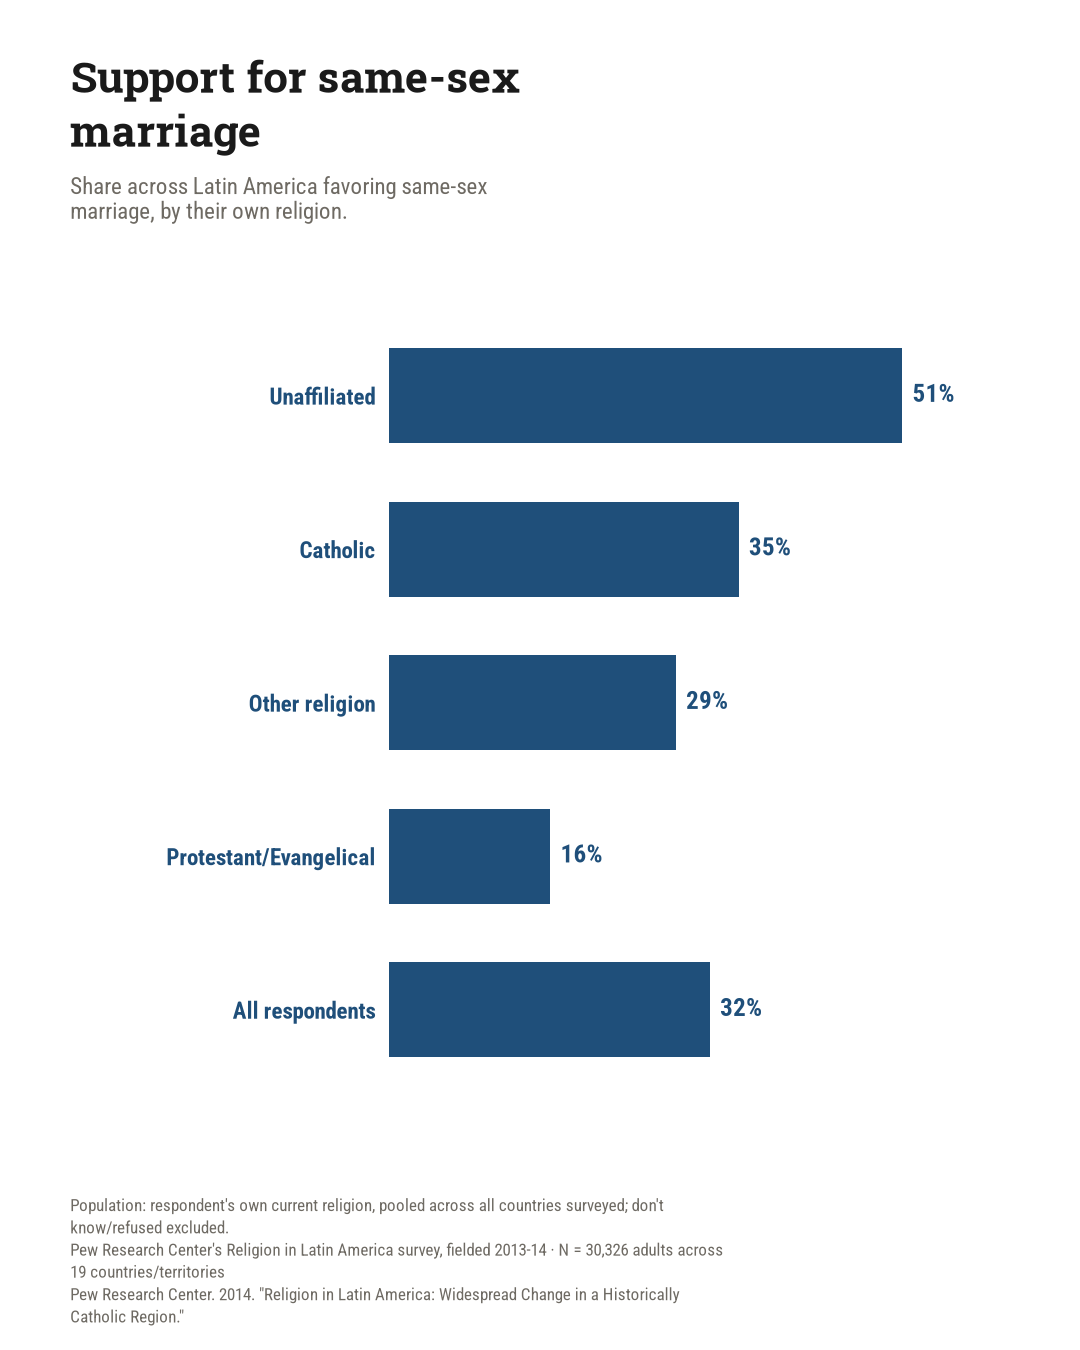 Support for same-sex
marriage
Share across Latin America favoring same-sex
marriage, by their own religion.
Unaffiliated 51%
Catholic 35%
Other religion 29%
Protestant/Evangelical 16%
All respondents 32%
Population: respondent's own current religion, pooled across all countries surveyed; don't
know/refused excluded.
Pew Research Center's Religion in Latin America survey, fielded 2013-14 · N = 30,326 adults across
19 countries/territories
Pew Research Center. 2014. "Religion in Latin America: Widespread Change in a Historically
Catholic Region."